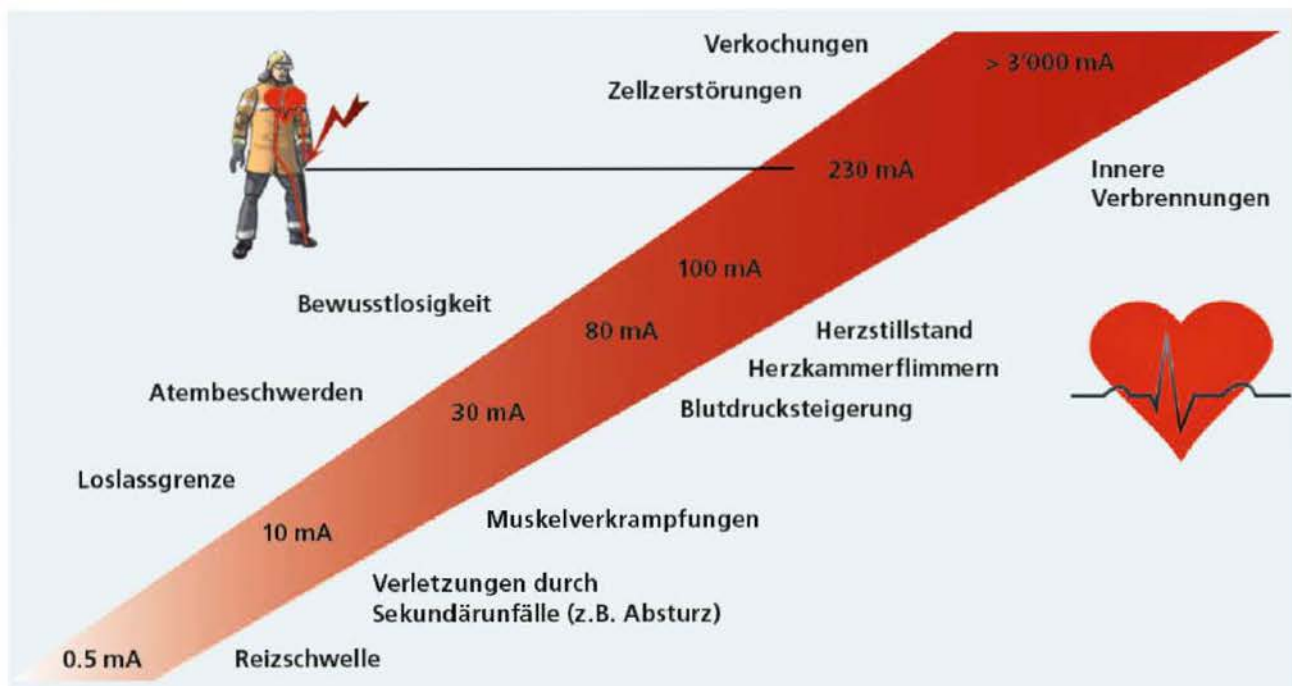 Verkochungen
> 3'000 mA
Zellzerstörungen
230 mA
Innere
Verbrennungen
100 mA
Bewusstlosigkeit
80 mA
Herzstillstand
Herzkammerflimmern
Atembeschwerden
30 mA
Blutdrucksteigerung
Loslassgrenze
10 mA
Muskelverkrampfungen
Verletzungen durch
Sekundärunfälle (z.B. Absturz)
0.5 mA
Reizschwelle